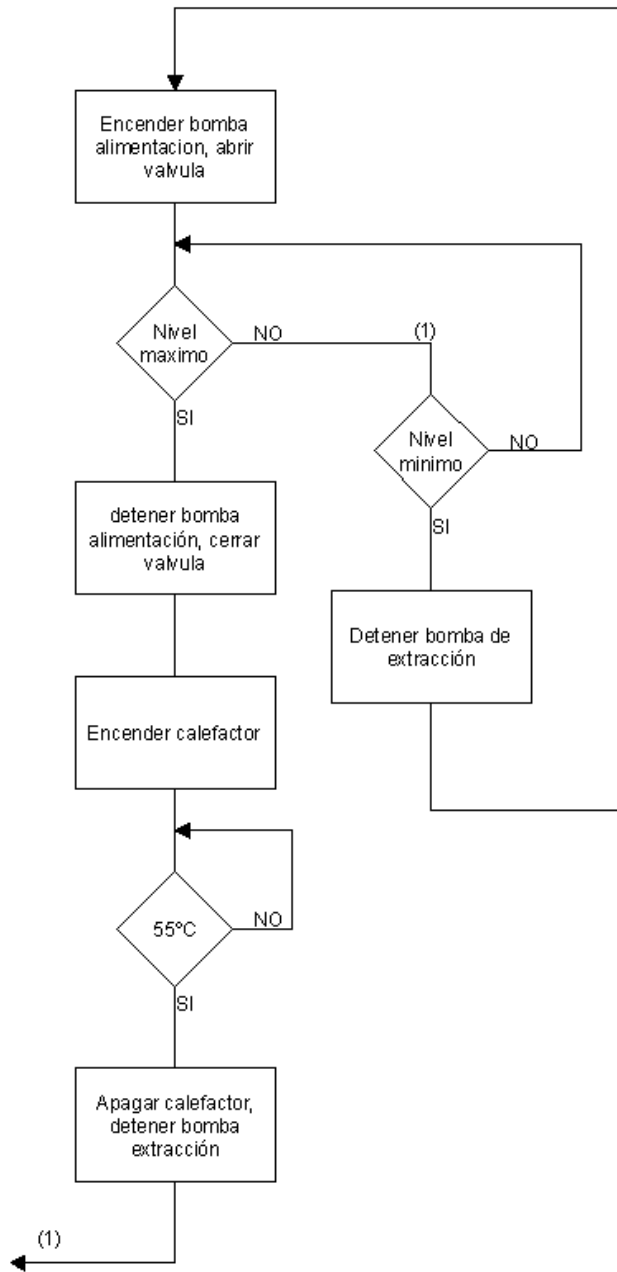 Encender bomba
alimentacion, abrir
valvula
Nivel
maximo
NO
(1)
SI
Nivel
minimo
NO
SI
detener bomba
alimentación, cerrar
valvula
Detener bomba de
extracción
Encender calefactor
55ºC
NO
SI
Apagar calefactor,
detener bomba
extracción
(1)